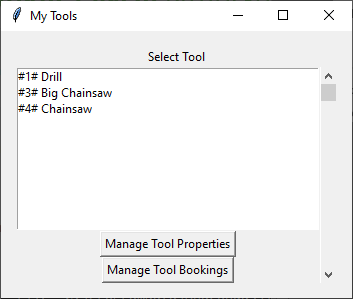 My Tools
Select Tool
#1# Drill
#3# Big Chainsaw
#4# Chainsaw
Manage Tool Properties
Manage Tool Bookings